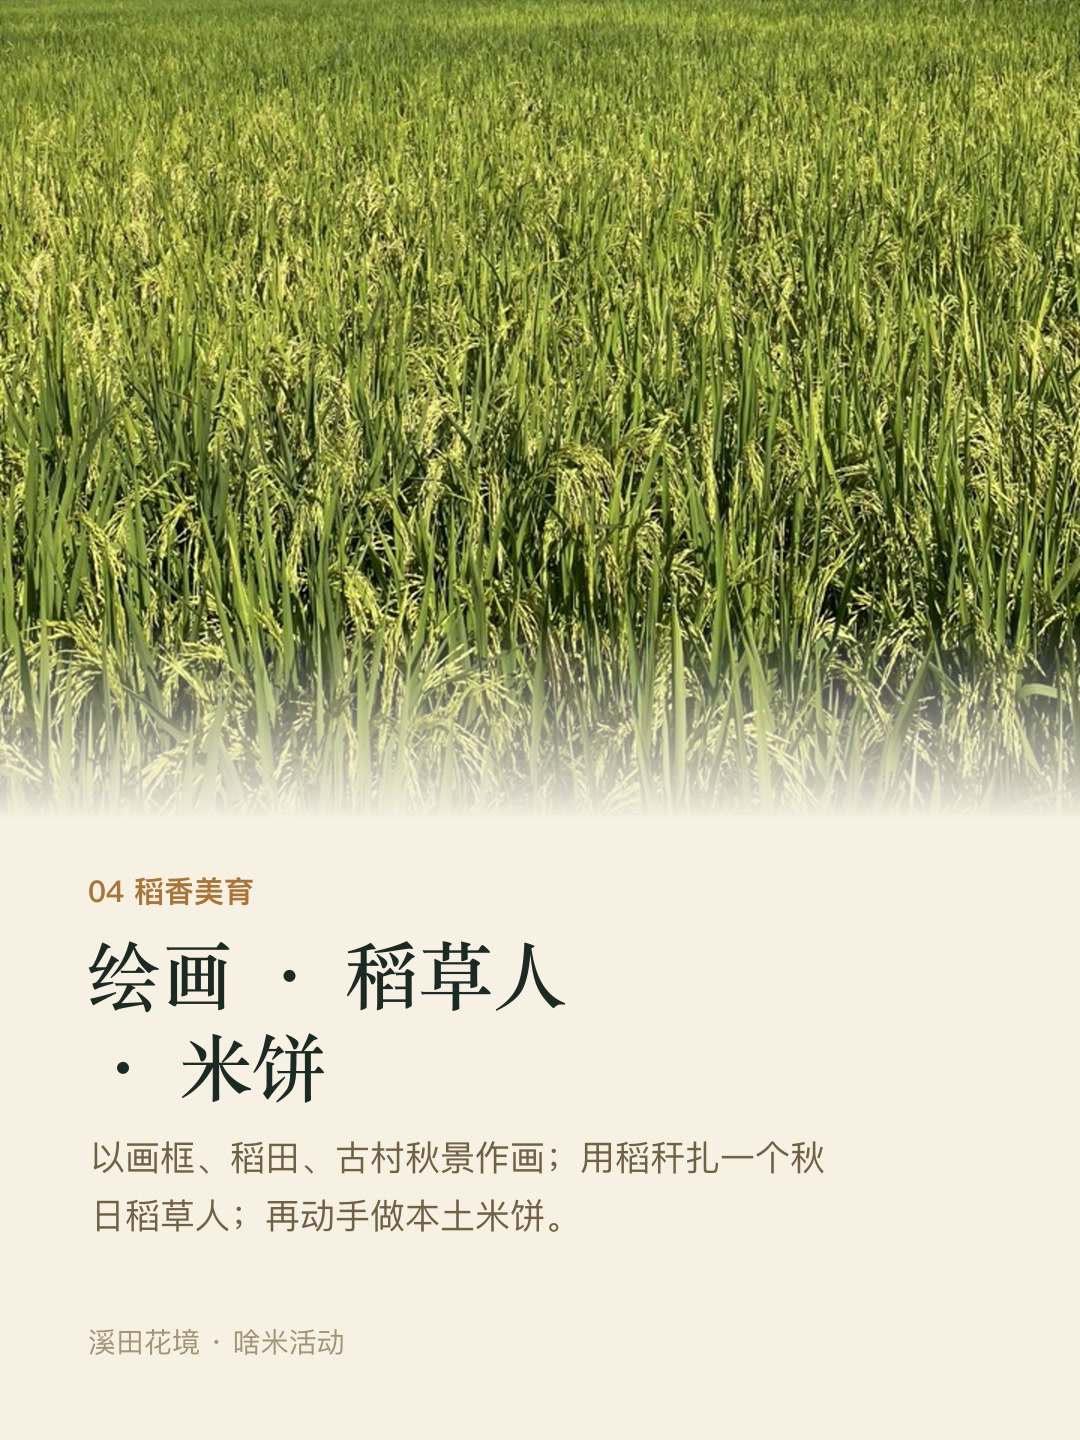 04 稻香美育
绘画 · 稻草人
· 米饼
以画框、稻田、古村秋景作画；用稻秆扎一个秋
日稻草人；再动手做本土米饼。
溪田花境 · 啥米活动